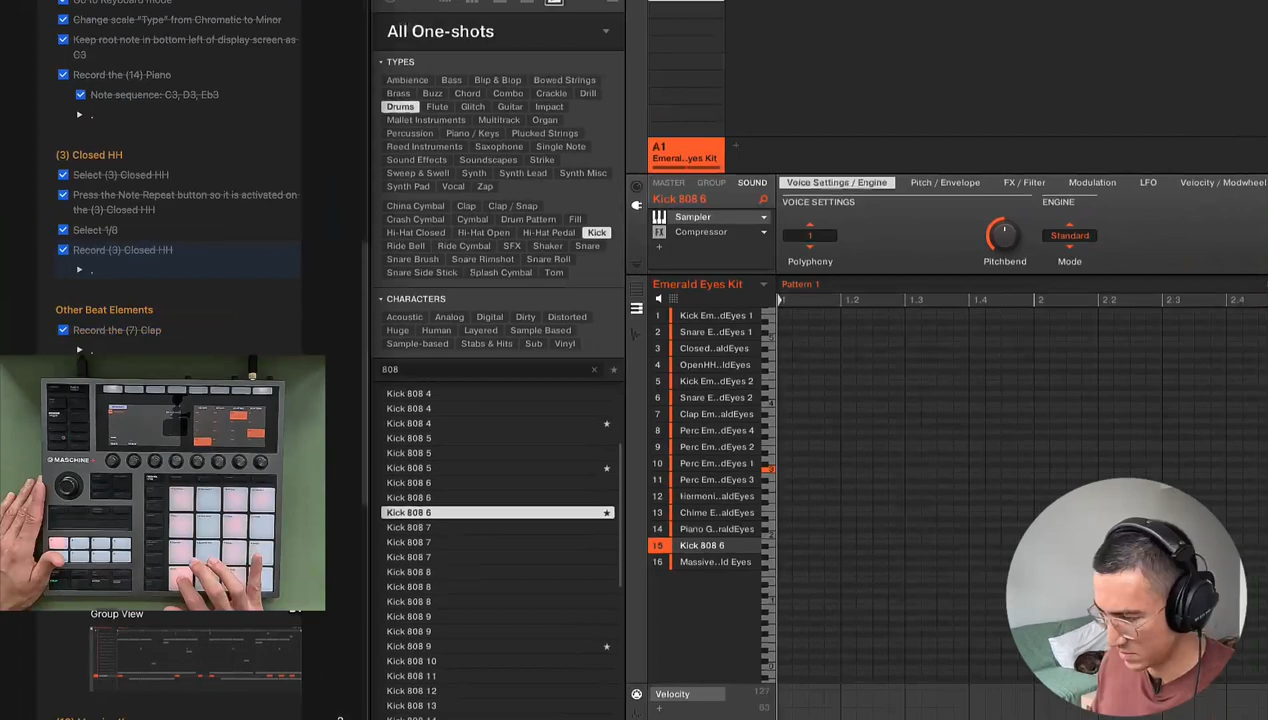 Go to Keyboard mode
Change scale "Type" from Chromatic to Minor
Keep root note in bottom left of display screen as
C3
Record the (14) Piano
Note sequence: C3, D3, Eb3
.
(3) Closed HH
Select (3) Closed HH
Press the Note Repeat button so it is activated on
the (3) Closed HH
Select 1/8
Record (3) Closed HH
.
Other Beat Elements
Record the (7) Clap
.
MASCHINE+
Group View
All One-shots
TYPES
Ambience Bass Blip & Blop Bowed Strings
Brass Buzz Chord Combo Crackle Drill
Drums Flute Glitch Guitar Impact
Mallet Instruments Multitrack Organ
Percussion Piano / Keys Plucked Strings
Reed Instruments Saxophone Single Note
Sound Effects Soundscapes Strike
Sweep & Swell Synth Synth Lead Synth Misc
Synth Pad Vocal Zap
China Cymbal Clap Clap / Snap
Crash Cymbal Cymbal Drum Pattern Fill
Hi-Hat Closed Hi-Hat Open Hi-Hat Pedal Kick
Ride Bell Ride Cymbal SFX Shaker Snare
Snare Brush Snare Rimshot Snare Roll
Snare Side Stick Splash Cymbal Tom
CHARACTERS
Acoustic Analog Digital Dirty Distorted
Huge Human Layered Sample Based
Sample-based Stabs & Hits Sub Vinyl
808
Kick 808 4
Kick 808 4
Kick 808 4
Kick 808 5
Kick 808 5
Kick 808 5
Kick 808 6
Kick 808 6
Kick 808 6
Kick 808 7
Kick 808 7
Kick 808 7
Kick 808 8
Kick 808 8
Kick 808 8
Kick 808 9
Kick 808 9
Kick 808 9
Kick 808 10
Kick 808 11
Kick 808 12
Kick 808 13
A1
Emeral..yes Kit
MASTER GROUP SOUND
Kick 808 6
Sampler
FX Compressor
Voice Settings / Engine Pitch / Envelope FX / Filter Modulation LFO Velocity / Modwheel
VOICE SETTINGS ENGINE
1 Standard
Polyphony Pitchbend Mode
Emerald Eyes Kit
Pattern 1
1 1.2 1.3 1.4 2 2.2 2.3 2.4
1 Kick Em...dEyes 1
2 Snare E...dEyes 1
3 Closed...aldEyes
4 OpenHH...ldEyes
5 Kick Em...dEyes 2
6 Snare E...dEyes 2
7 Clap Em...aldEyes
8 Perc Em...dEyes 4
9 Perc Em...dEyes 2
10 Perc Em...dEyes 1
11 Perc Em...dEyes 3
12 Harmoni...aldEyes
13 Chime E...aldEyes
14 Piano G...raldEyes
15 Kick 808 6
16 Massive...ld Eyes
Velocity 127
63